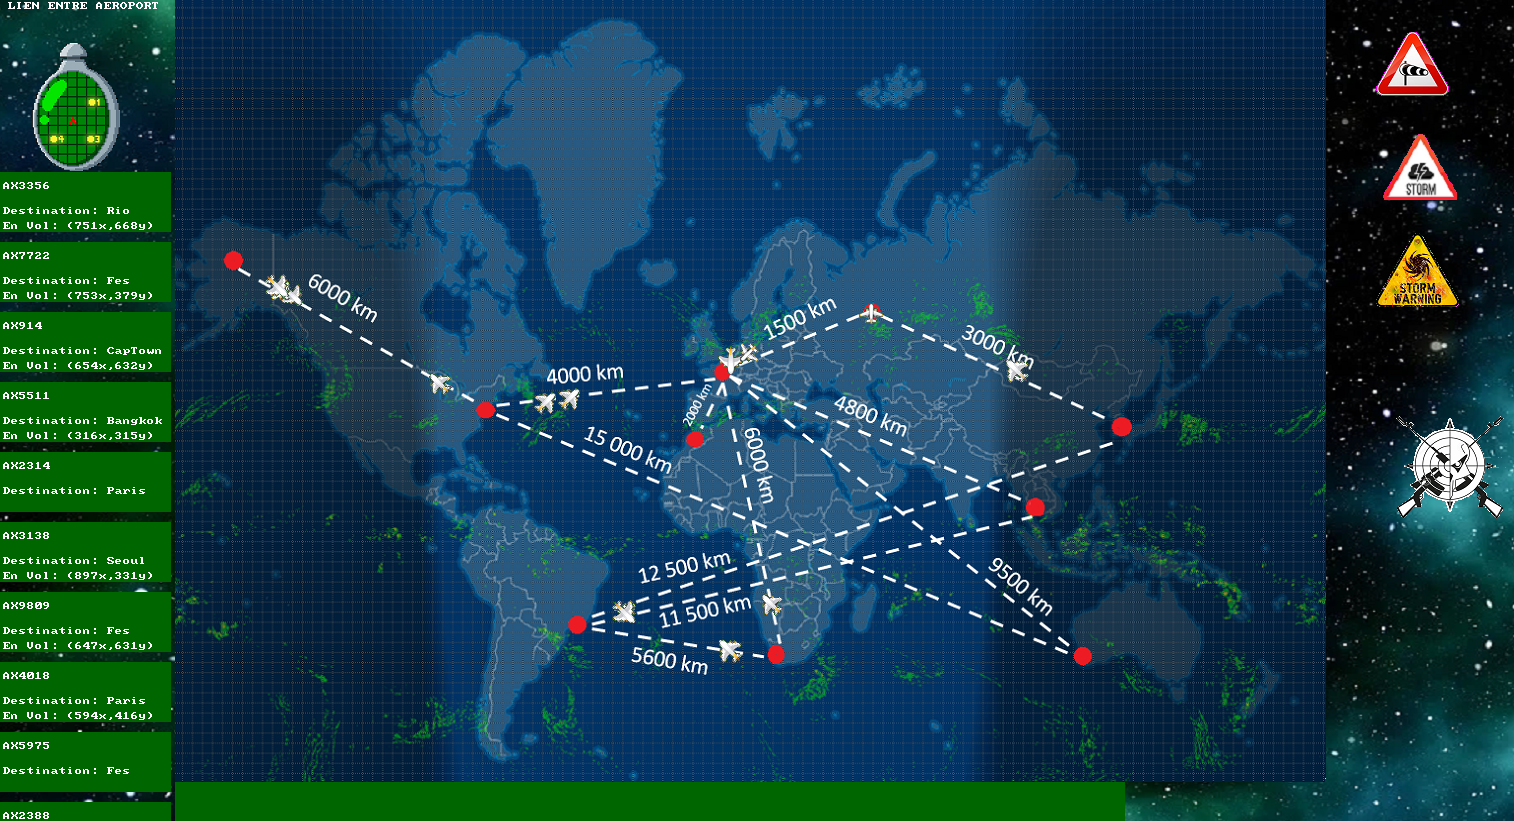 LIEN ENTRE AEROPORT
1
4
3
AX3356
Destination: Rio
En Vol: (751x,668y)
AX7722
Destination: Fes
En Vol: (753x,379y)
AX914
Destination: CapTown
En Vol: (654x,632y)
AX5511
Destination: Bangkok
En Vol: (316x,315y)
AX2314
Destination: Paris
AX3138
Destination: Seoul
En Vol: (897x,331y)
AX9809
Destination: Fes
En Vol: (647x,631y)
AX4018
Destination: Paris
En Vol: (594x,416y)
AX5975
Destination: Fes
AX2388
6000 km
4000 km
1500 km
3000 km
2000 km
4800 km
15 000 km
6000 km
12 500 km
11 500 km
9500 km
5600 km
STORM
STORM
WARNING